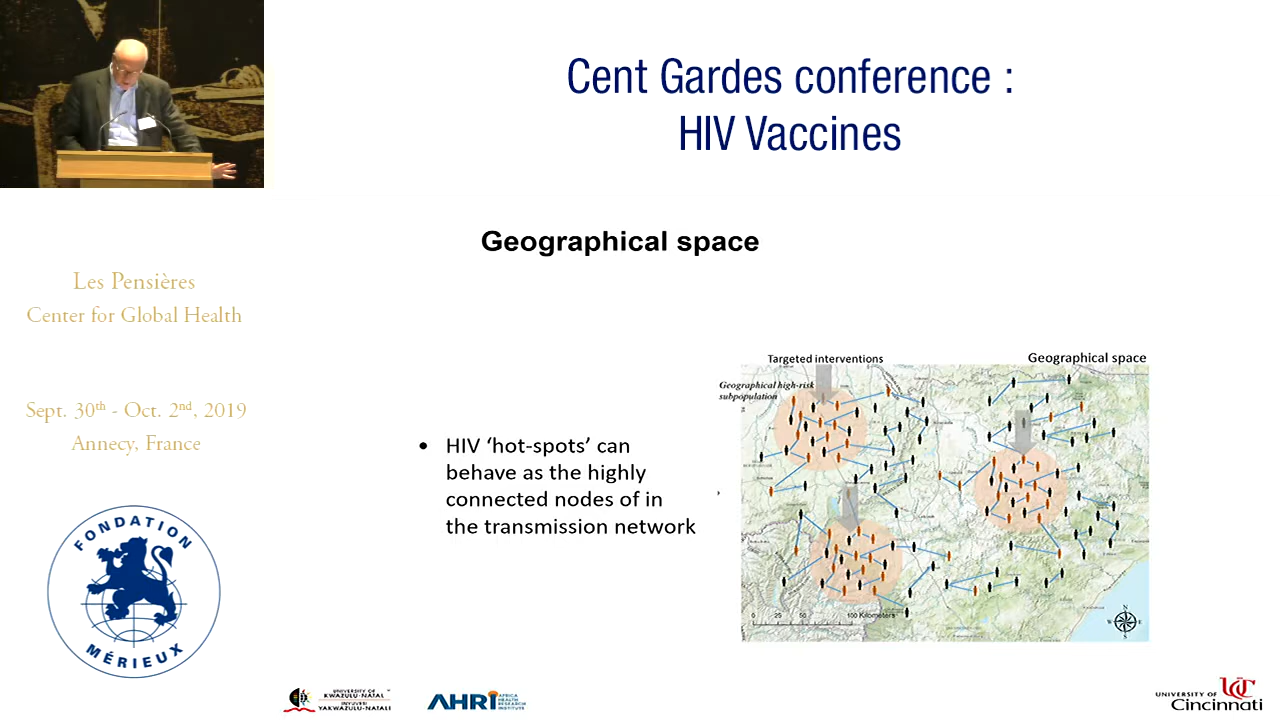 Cent Gardes conference :
HIV Vaccines
Geographical space
Les Pensières
Center for Global Health
Sept. 30th - Oct. 2nd, 2019
Annecy, France
FONDATION
MÉRIEUX
• HIV ‘hot-spots’ can
behave as the highly
connected nodes of in
the transmission network
Targeted interventions
Geographical space
Geographical high-risk
subpopulation
0 25 50 100 Kilometers
N
W E
S
UNIVERSITY OF
KWAZULU-NATAL
INYUVESI
YAKWAZULU-NATALI
AHRI
AFRICA
HEALTH
RESEARCH
INSTITUTE
UC
UNIVERSITY OF
Cincinnati